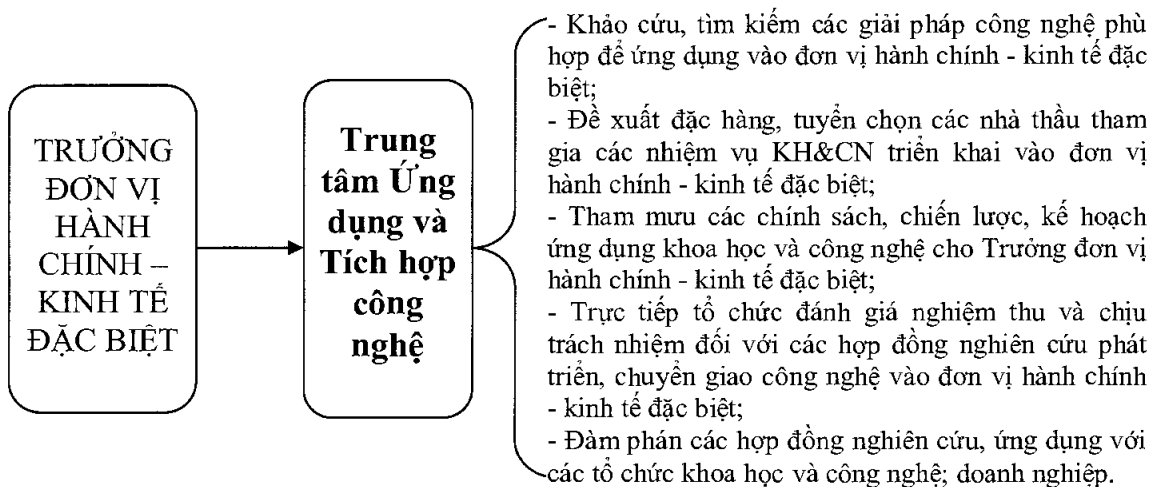 TRƯỞNG
ĐƠN VỊ
HÀNH
CHÍNH –
KINH TẾ
ĐẶC BIỆT
Trung
tâm Ứng
dụng và
Tích hợp
công
nghệ
- Khảo cứu, tìm kiếm các giải pháp công nghệ phù
hợp để ứng dụng vào đơn vị hành chính - kinh tế đặc
biệt;
- Đề xuất đặc hàng, tuyển chọn các nhà thầu tham
gia các nhiệm vụ KH&CN triển khai vào đơn vị
hành chính - kinh tế đặc biệt;
- Tham mưu các chính sách, chiến lược, kế hoạch
ứng dụng khoa học và công nghệ cho Trưởng đơn vị
hành chính - kinh tế đặc biệt;
- Trực tiếp tổ chức đánh giá nghiệm thu và chịu
trách nhiệm đối với các hợp đồng nghiên cứu phát
triển, chuyển giao công nghệ vào đơn vị hành chính
- kinh tế đặc biệt;
- Đàm phán các hợp đồng nghiên cứu, ứng dụng với
các tổ chức khoa học và công nghệ; doanh nghiệp.